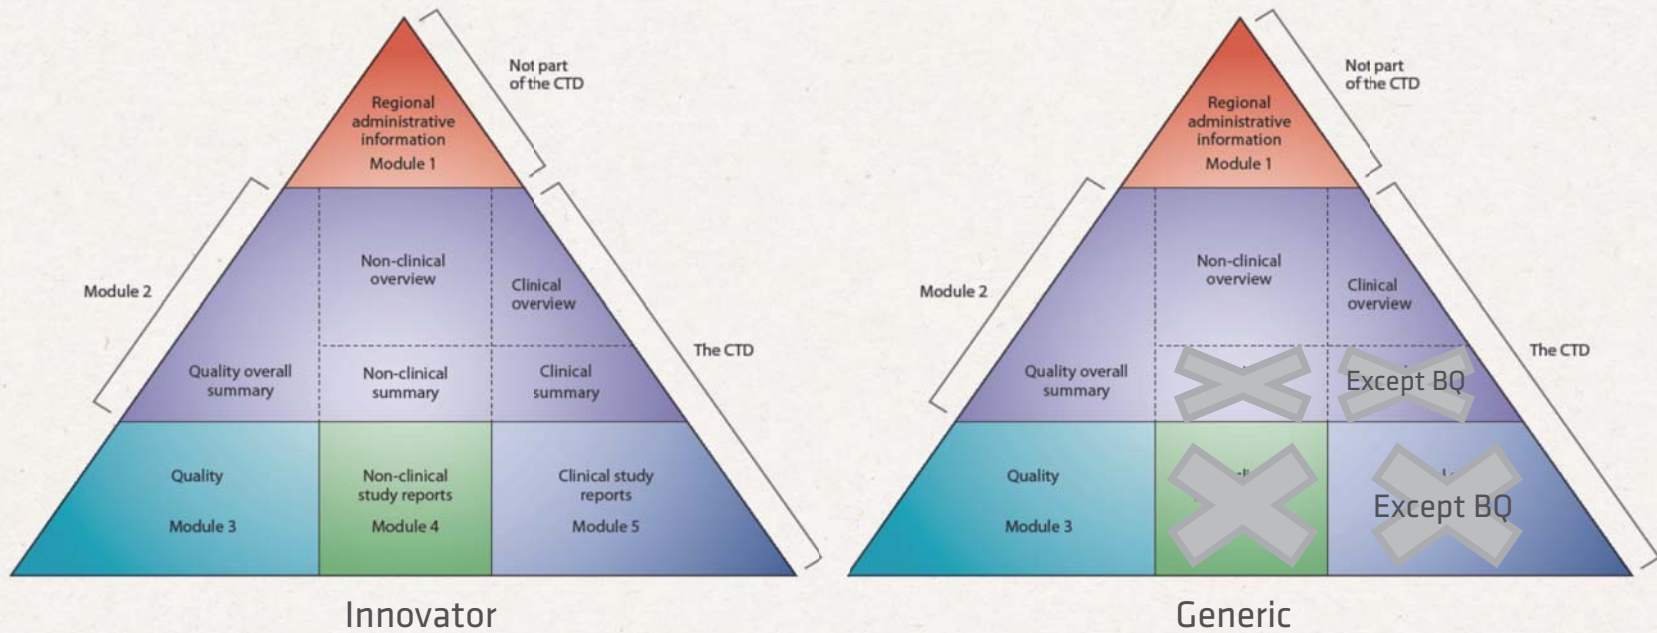 Not part
of the CTD
Regional
administrative
information
Module 1
Module 2
Non-clinical
overview
Clinical
overview
The CTD
Quality overall
summary
Non-clinical
summary
Clinical
summary
Quality
Module 3
Non-clinical
study reports
Module 4
Clinical study
reports
Module 5
Innovator
Not part
of the CTD
Regional
administrative
information
Module 1
Module 2
Non-clinical
overview
Clinical
overview
The CTD
Quality overall
summary
Except BQ
Quality
Module 3
Except BQ
Generic